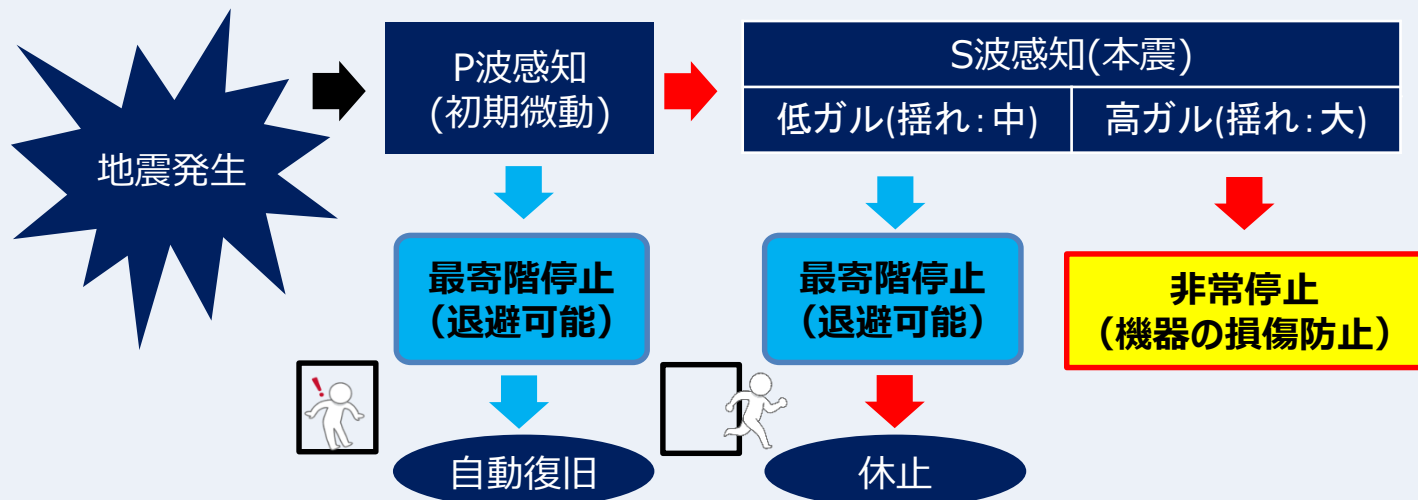 地震発生
P波感知
(初期微動)
S波感知(本震)
低ガル(揺れ：中)
高ガル(揺れ：大)
最寄階停止
（退避可能）
最寄階停止
（退避可能）
非常停止
（機器の損傷防止）
!
自動復旧
休止